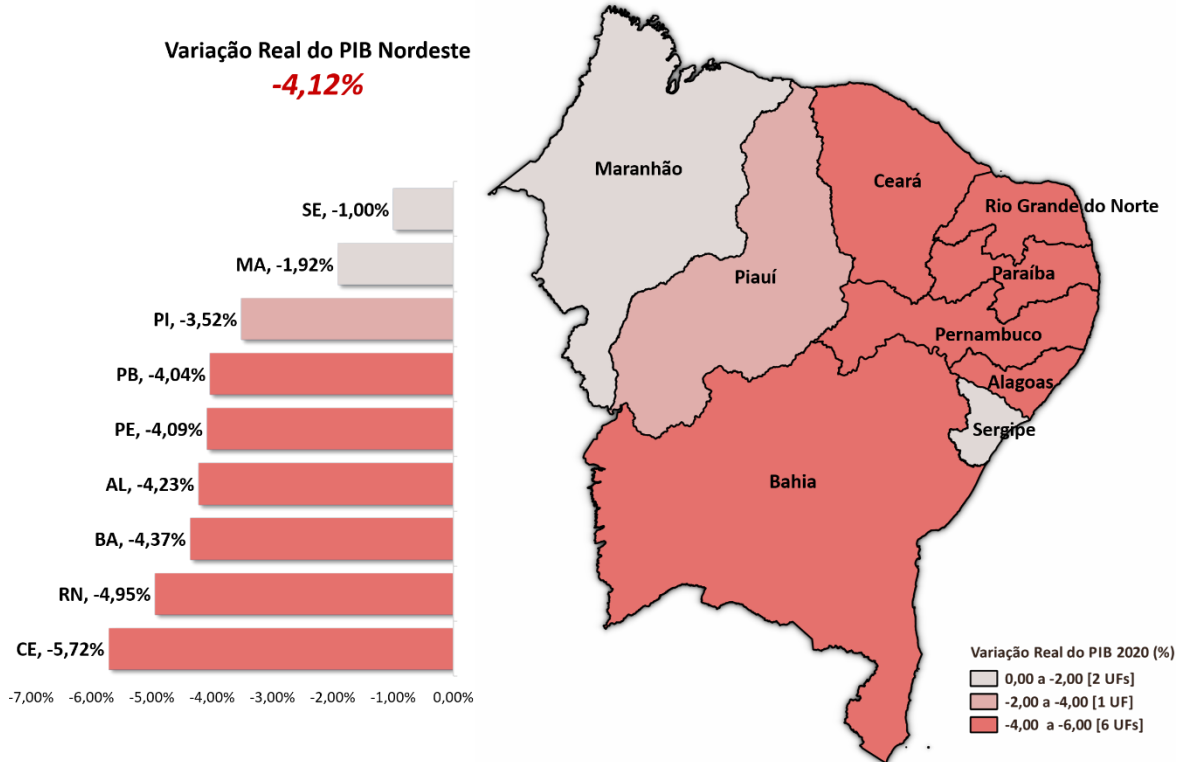 Variação Real do PIB Nordeste
-4,12%
SE, -1,00%
MA, -1,92%
PI, -3,52%
PB, -4,04%
PE, -4,09%
AL, -4,23%
BA, -4,37%
RN, -4,95%
CE, -5,72%
-7,00% -6,00% -5,00% -4,00% -3,00% -2,00% -1,00% 0,00%
Maranhão
Ceará
Rio Grande do Norte
Piauí
Paraíba
Pernambuco
Alagoas
Sergipe
Bahia
Variação Real do PIB 2020 (%)
0,00 a -2,00 [2 UFs]
-2,00 a -4,00 [1 UF]
-4,00 a -6,00 [6 UFs]